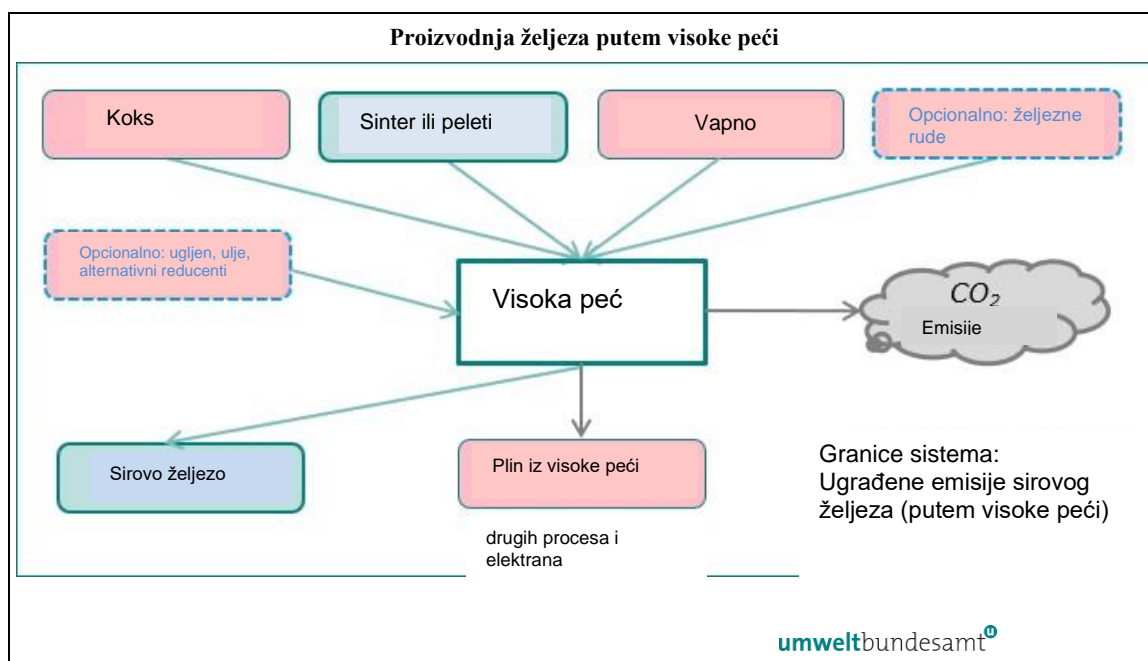 Proizvodnja željeza putem visoke peći
Koks
Sinter ili peleti
Vapno
Opcionalno: željezne
rude
Opcionalno: ugljen, ulje,
alternativni reducenti
Visoka peć
CO₂
Emisije
Sirovo željezo
Plin iz visoke peći
drugih procesa i
elektrana
Granice sistema:
Ugrađene emisije sirovog
željeza (putem visoke peći)
umweltbundesamt